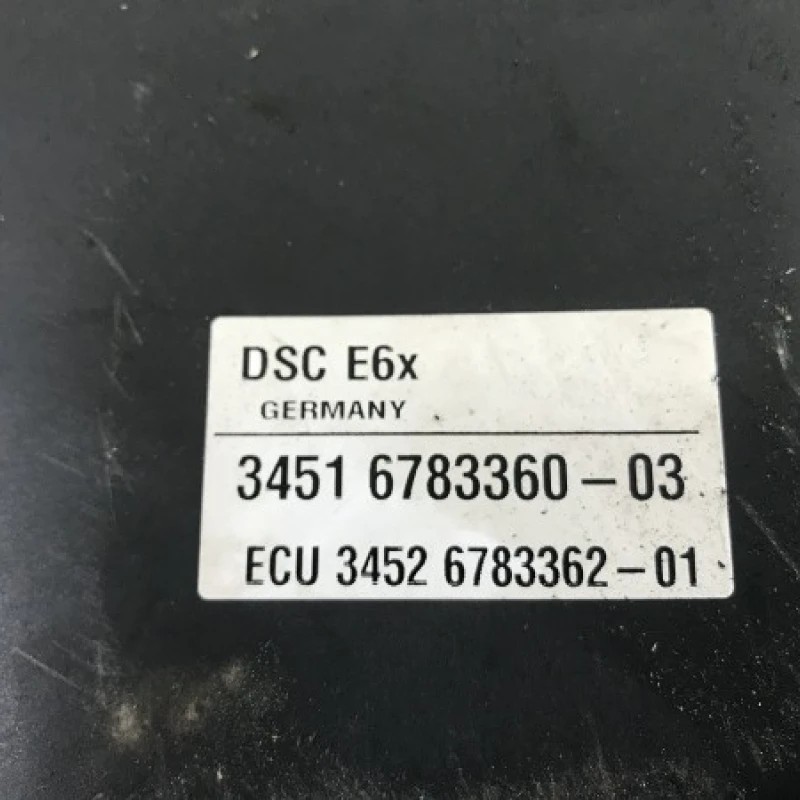 DSC E6x
GERMANY
3451 6783360-03
ECU 3452 6783362-01